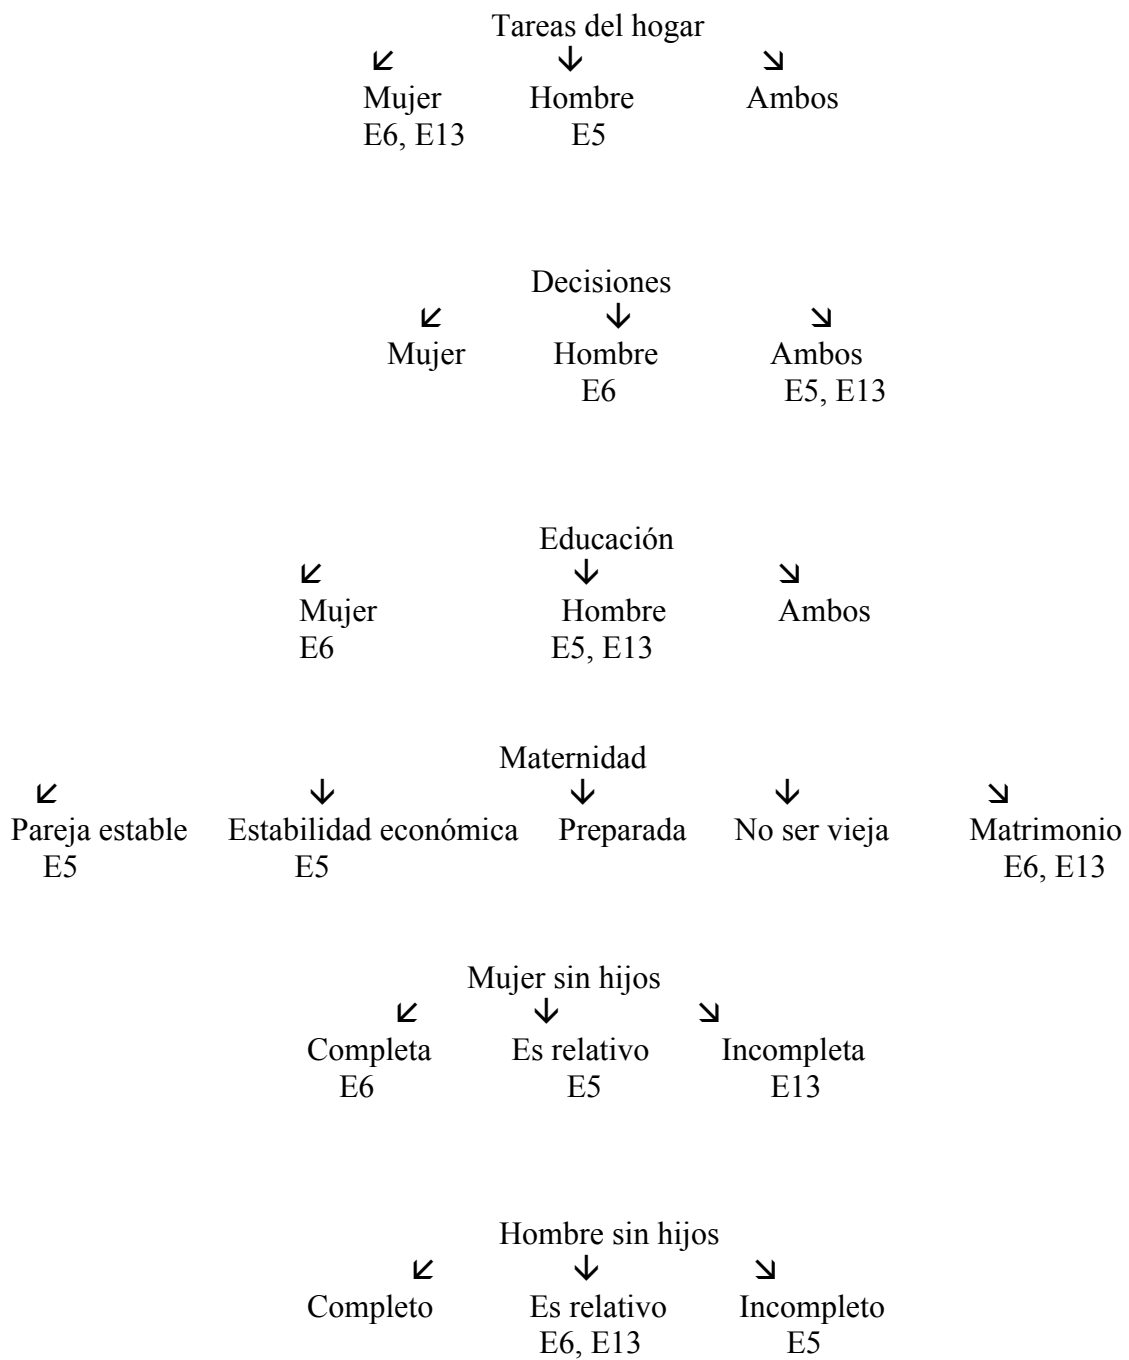 Tareas del hogar
↙ ↓ ↘
Mujer Hombre Ambos
E6, E13 E5
Decisiones
↙ ↓ ↘
Mujer Hombre Ambos
E6 E5, E13
Educación
↙ ↓ ↘
Mujer Hombre Ambos
E6 E5, E13
Maternidad
↙ ↓ ↓ ↓ ↘
Pareja estable Estabilidad económica Preparada No ser vieja Matrimonio
E5 E5 E6, E13
Mujer sin hijos
↙ ↓ ↘
Completa Es relativo Incompleta
E6 E5 E13
Hombre sin hijos
↙ ↓ ↘
Completo Es relativo Incompleto
E6, E13 E5